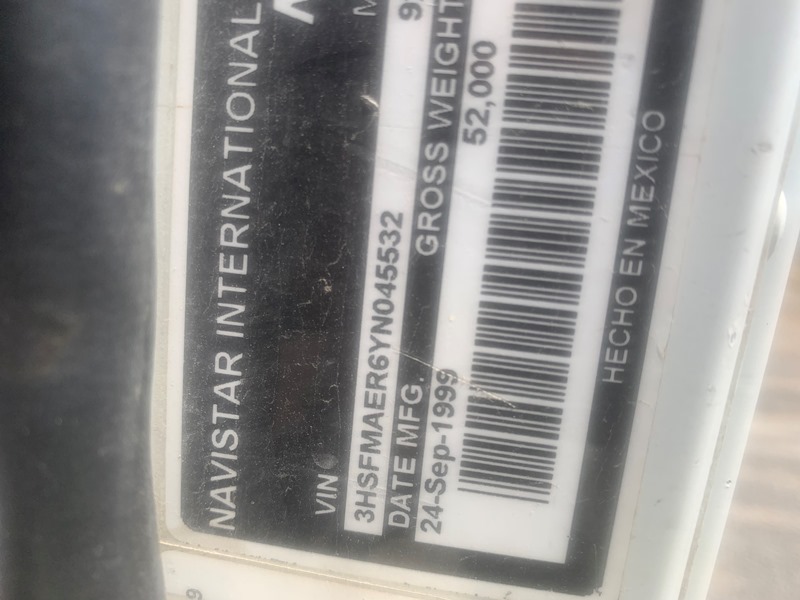 NAVISTAR INTERNATIONAL
VIN
3HSFMAER6YN045532
DATE MFG.
24-Sep-1999
GROSS WEIGHT
52,000
HECHO EN MEXICO